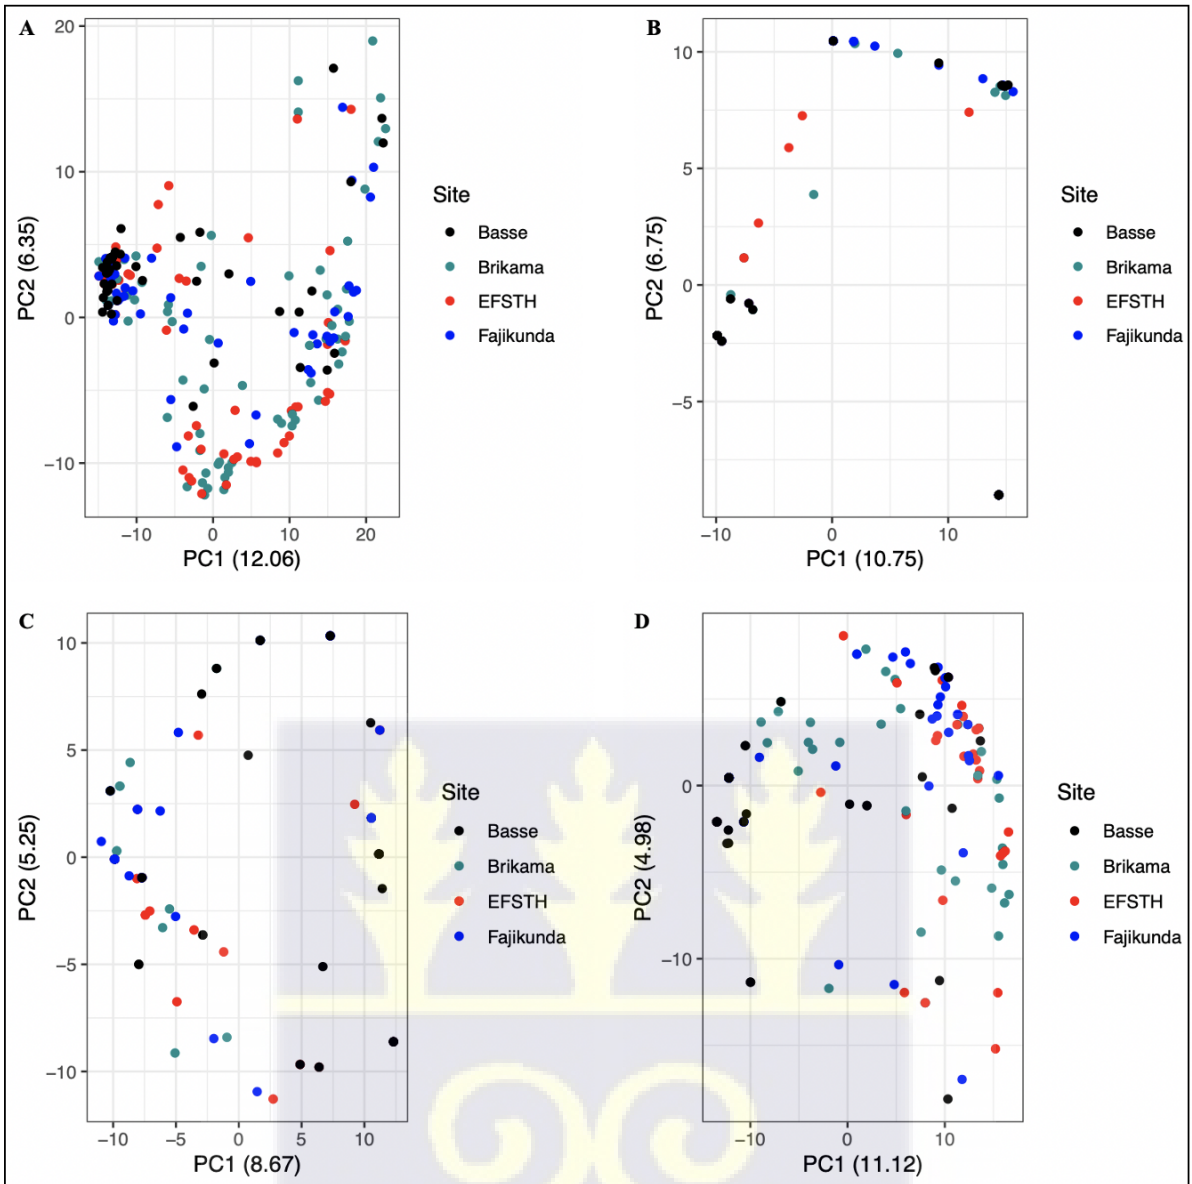 A
20
10
0
−10
−10
0
10
20
PC1 (12.06)
PC2 (6.35)
Site
Basse
Brikama
EFSTH
Fajikunda
B
10
5
0
−5
−10
0
10
PC1 (10.75)
PC2 (6.75)
Site
Basse
Brikama
EFSTH
Fajikunda
C
10
5
0
−5
−10
−10
−5
0
5
10
PC1 (8.67)
PC2 (5.25)
Site
Basse
Brikama
EFSTH
Fajikunda
D
0
−10
−10
0
10
PC1 (11.12)
PC2 (4.98)
Site
Basse
Brikama
EFSTH
Fajikunda